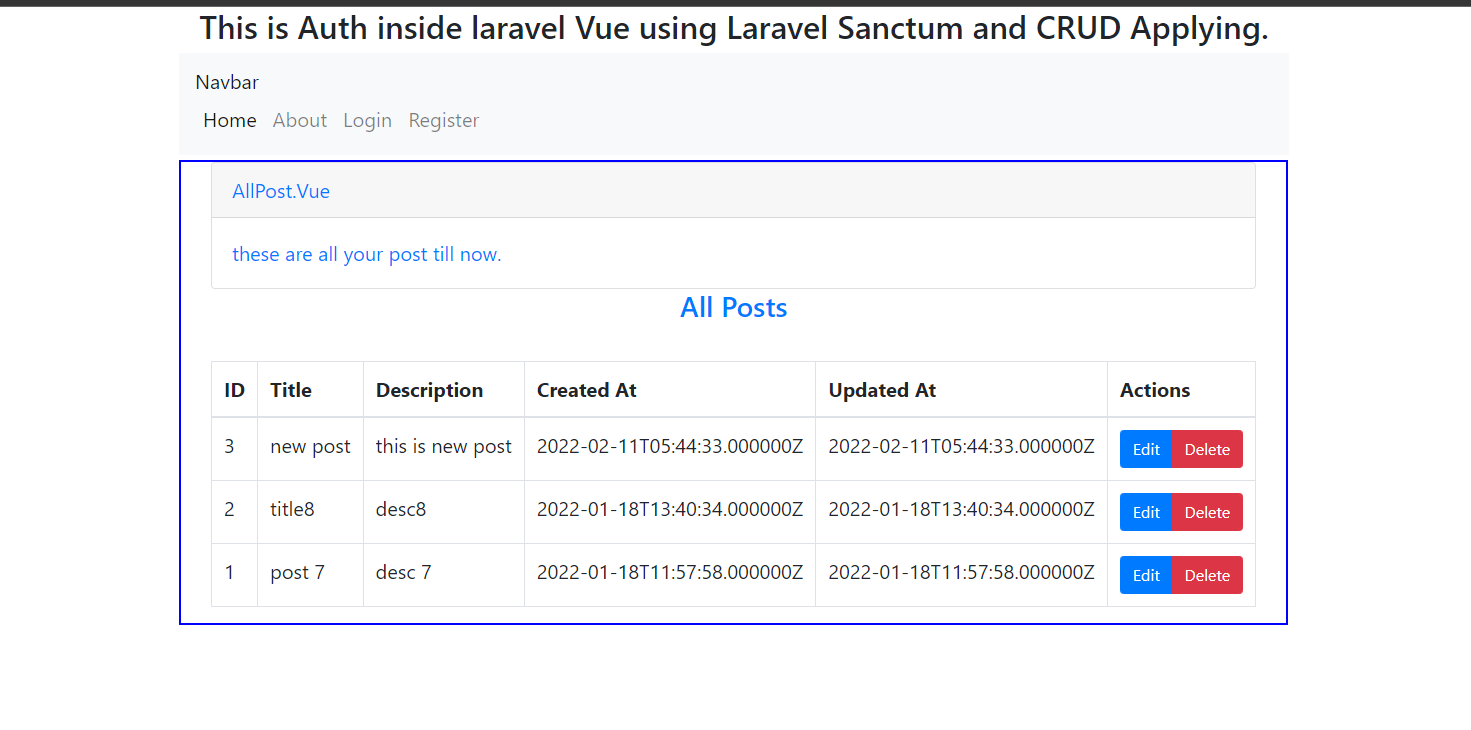 This is Auth inside laravel Vue using Laravel Sanctum and CRUD Applying.
Navbar
Home About Login Register
AllPost.Vue
these are all your post till now.
All Posts
ID Title Description Created At Updated At Actions
3 new post this is new post 2022-02-11T05:44:33.000000Z 2022-02-11T05:44:33.000000Z Edit Delete
2 title8 desc8 2022-01-18T13:40:34.000000Z 2022-01-18T13:40:34.000000Z Edit Delete
1 post 7 desc 7 2022-01-18T11:57:58.000000Z 2022-01-18T11:57:58.000000Z Edit Delete